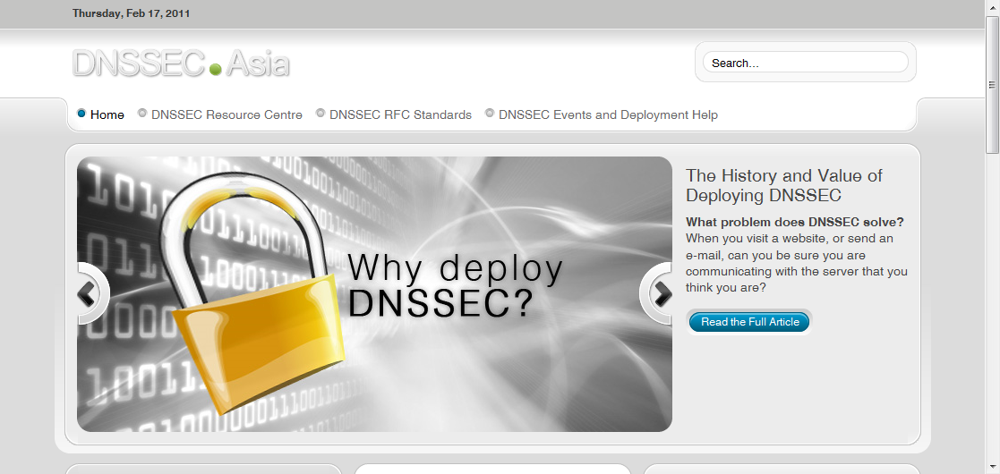 Thursday, Feb 17, 2011
DNSSEC.Asia
Search...
Home DNSSEC Resource Centre DNSSEC RFC Standards DNSSEC Events and Deployment Help
Why deploy
DNSSEC?
The History and Value of
Deploying DNSSEC
What problem does DNSSEC solve?
When you visit a website, or send an
e-mail, can you be sure you are
communicating with the server that you
think you are?
Read the Full Article